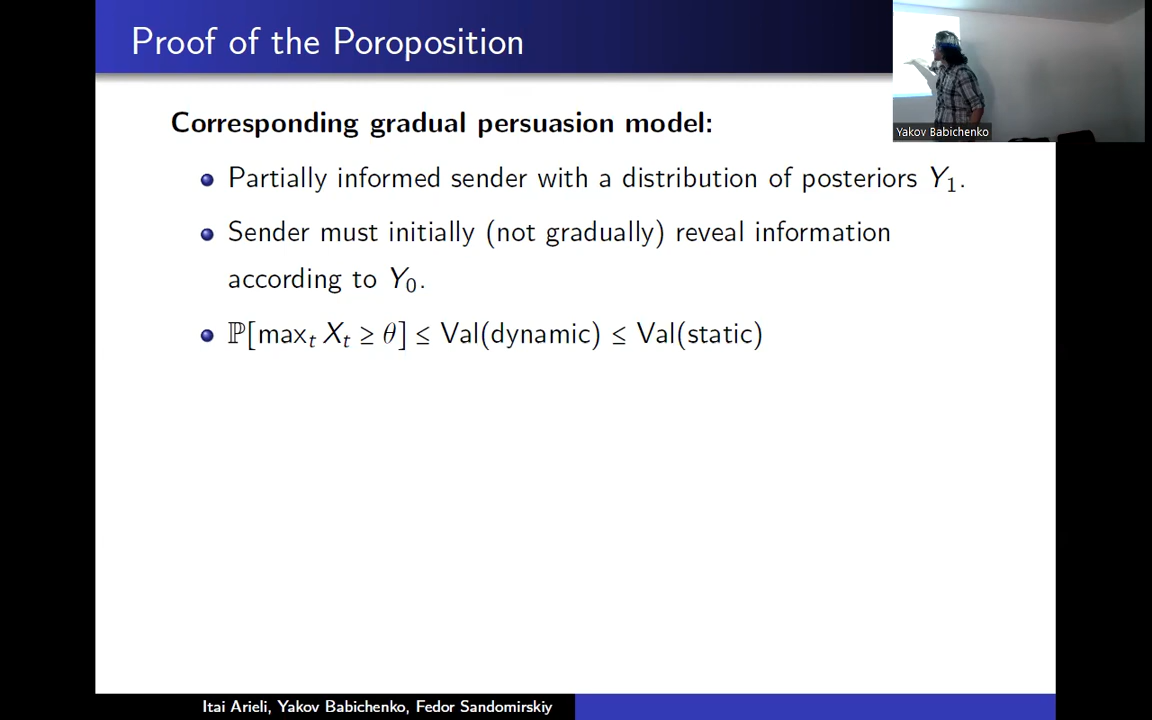 Proof of the Poroposition
Yakov Babichenko
Corresponding gradual persuasion model:
Partially informed sender with a distribution of posteriors Y₁.
Sender must initially (not gradually) reveal information
according to Y₀.
ℙ[maxₜ Xₜ ≥ θ] ≤ Val(dynamic) ≤ Val(static)
Itai Arieli, Yakov Babichenko, Fedor Sandomirskiy